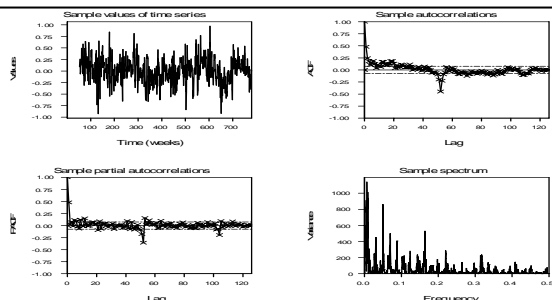 Sample values of time series
1.00
0.75
0.50
0.25
0.00
-0.25
-0.50
-0.75
-1.00
Values
100 200 300 400 500 600 700
Time (weeks)
Sample autocorrelations
1.00
0.75
0.50
0.25
0.00
-0.25
-0.50
-0.75
-1.00
ACF
0 20 40 60 80 100 120
Lag
Sample partial autocorrelations
1.00
0.75
0.50
0.25
0.00
-0.25
-0.50
-0.75
-1.00
PACF
0 20 40 60 80 100 120
Lag
Sample spectrum
1000
800
600
400
200
0
Variance
0.0 0.1 0.2 0.3 0.4 0.5
Frequency